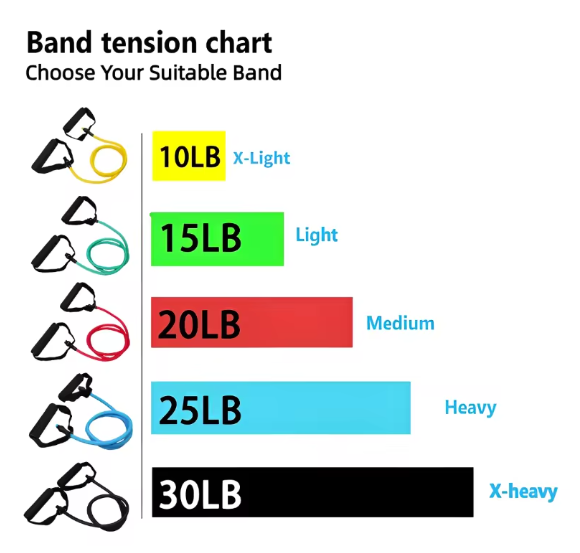 Band tension chart
Choose Your Suitable Band
10LB X-Light
15LB Light
20LB Medium
25LB Heavy
30LB X-heavy